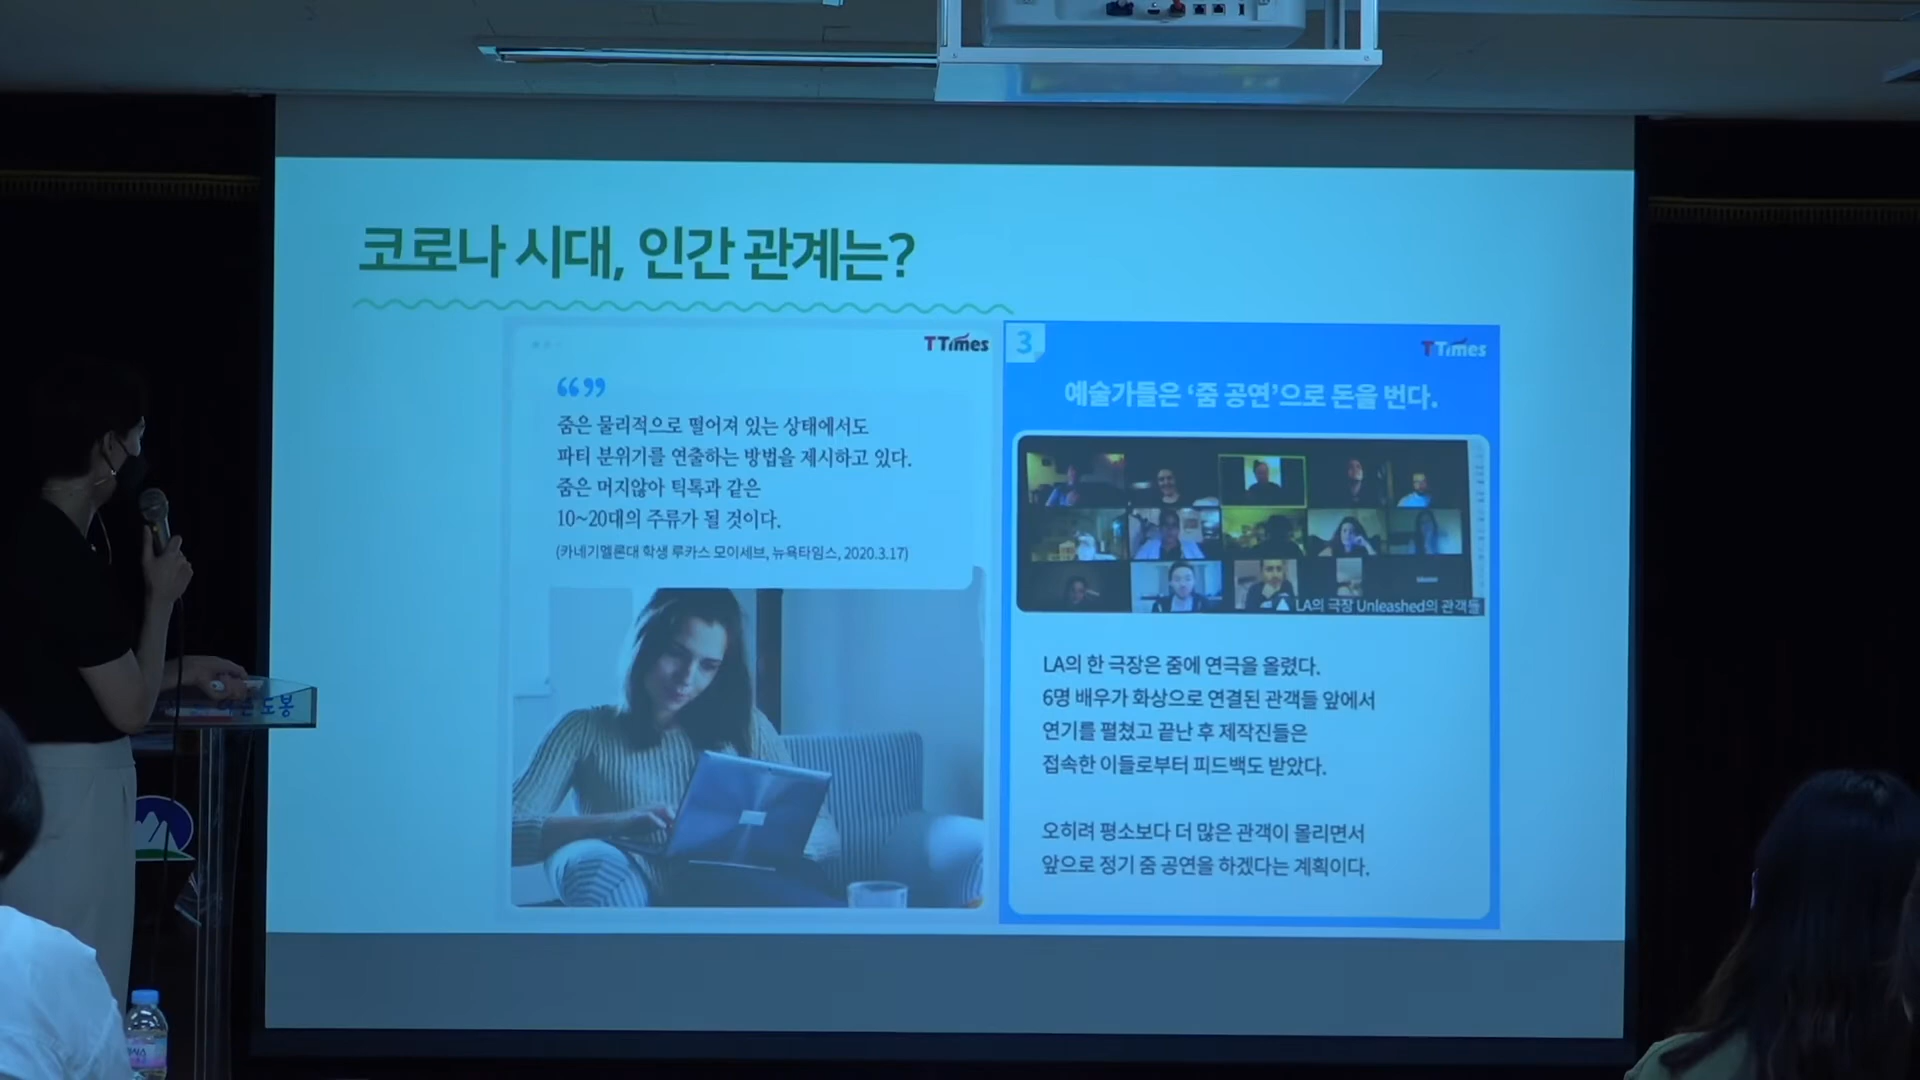 코로나 시대, 인간 관계는?
TTimes
줌은 물리적으로 떨어져 있는 상태에서도
파티 분위기를 연출하는 방법을 제시하고 있다.
줌은 머지않아 틱톡과 같은
10~20대의 주류가 될 것이다.
(카네기멜론대 학생 루카스 모이세브, 뉴욕타임스, 2020.3.17)
3
TTimes
예술가들은 '줌 공연'으로 돈을 번다.
LA의 극장 Unleashed의 관객들
LA의 한 극장은 줌에 연극을 올렸다.
6명 배우가 화상으로 연결된 관객들 앞에서
연기를 펼쳤고 끝난 후 제작진들은
접속한 이들로부터 피드백도 받았다.
오히려 평소보다 더 많은 관객이 몰리면서
앞으로 정기 줌 공연을 하겠다는 계획이다.
도봉